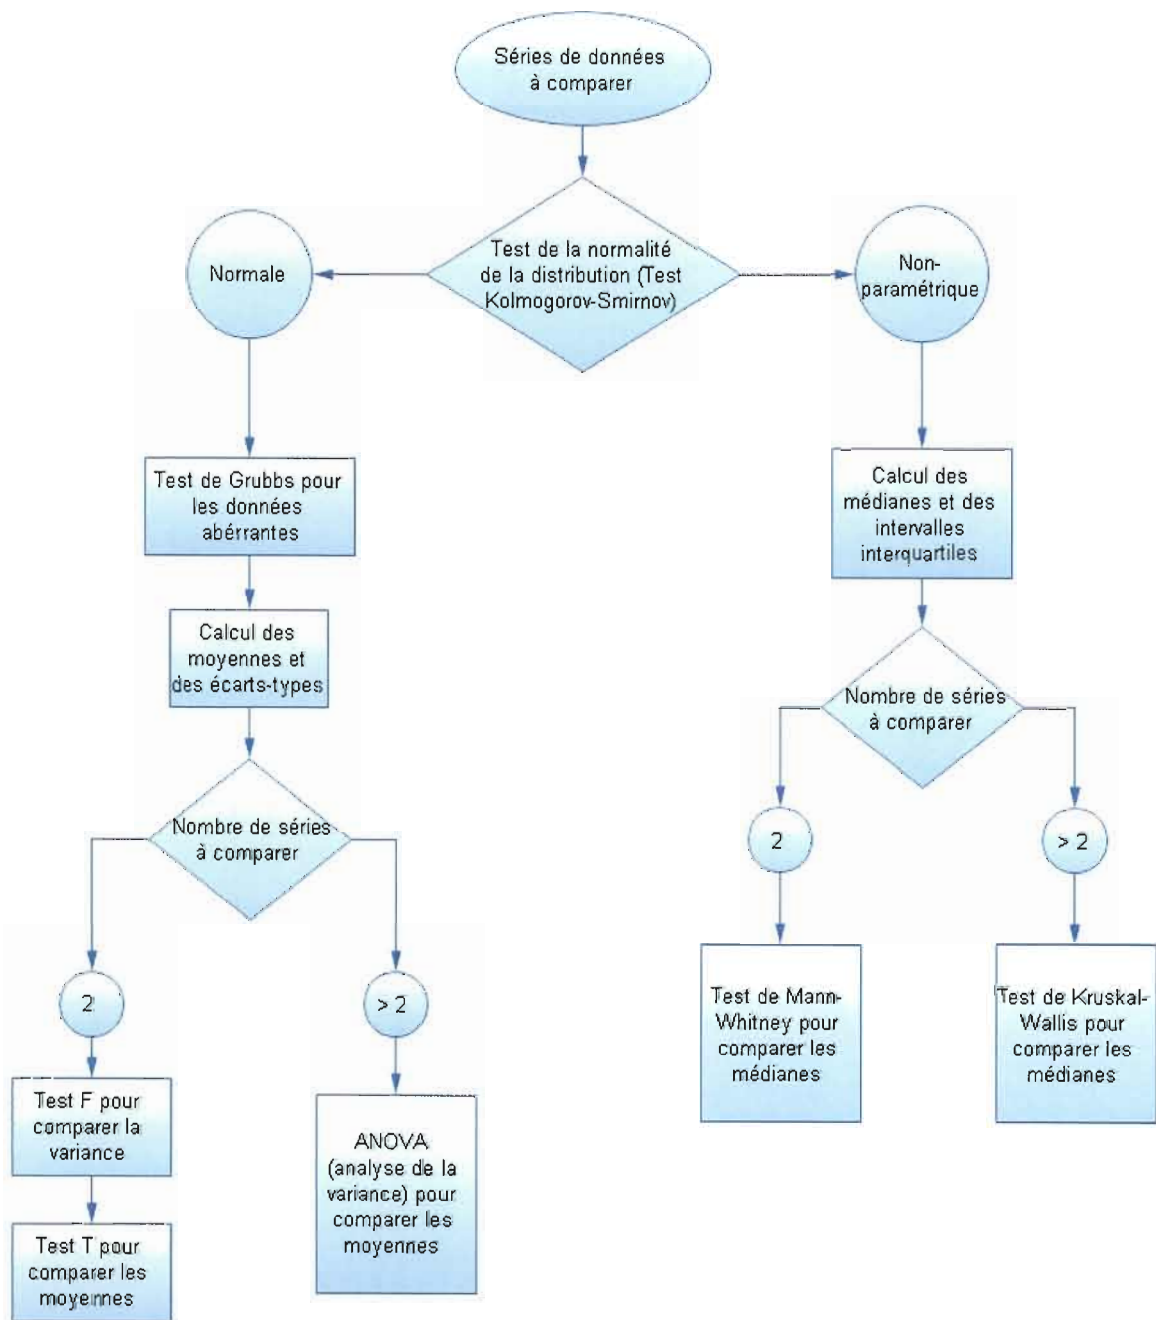 Séries de données
à comparer
Test de la normalité
de la distribution (Test
Kolmogorov-Smirnov)
Normale
Non-
paramétrique
Test de Grubbs pour
les données
abérrantes
Calcul des
moyennes et
des écarts-types
Nombre de séries
à comparer
2
> 2
Test F pour
comparer la
variance
Test T pour
comparer les
moyennes
ANOVA
(analyse de la
variance) pour
comparer les
moyennes
Calcul des
médianes et des
intervalles
interquartiles
Nombre de séries
à comparer
2
> 2
Test de Mann-
Whitney pour
comparer les
médianes
Test de Kruskal-
Wallis pour
comparer les
médianes